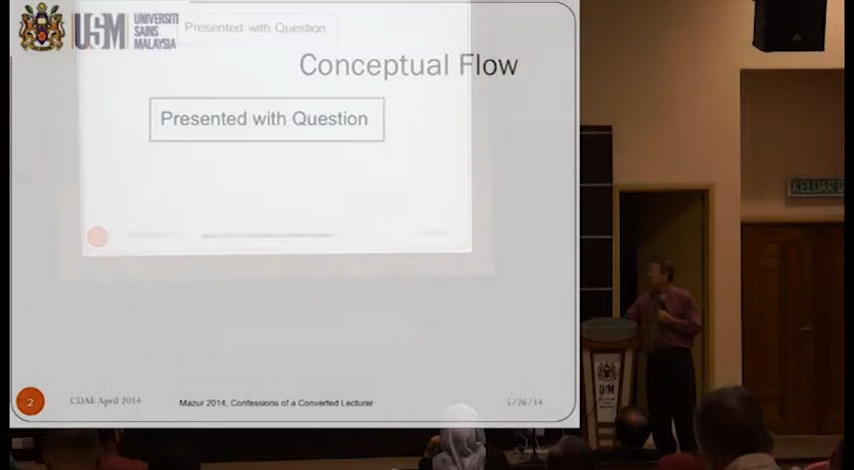 USM
UNIVERSITI
SAINS
MALAYSIA
Presented with Question
Conceptual Flow
Presented with Question
2
CDAE April 2014
Mazur 2014, Confessions of a Converted Lecturer
5/26/14
KELUAR
USM